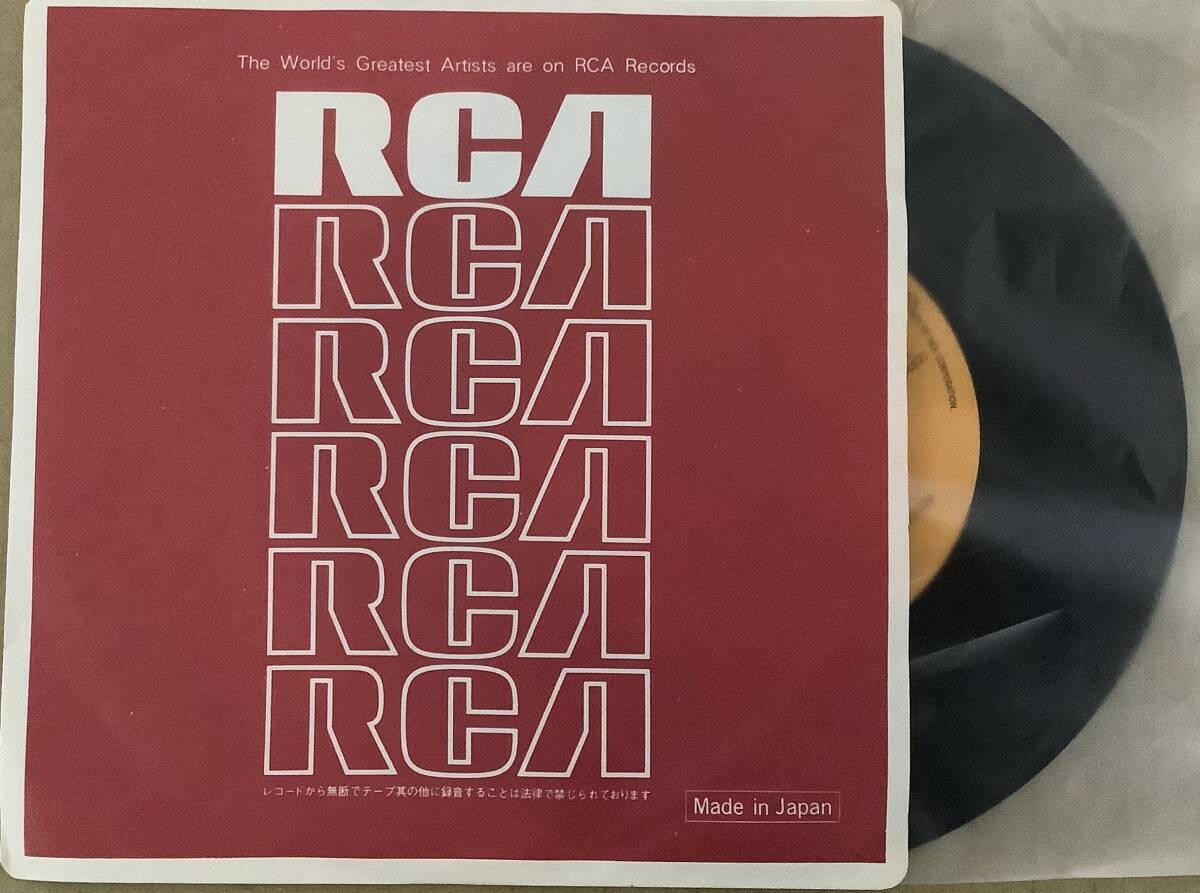 The World's Greatest Artists are on RCA Records
RCA
RCA
RCA
RCA
RCA
RCA
レコードから無断でテープ其の他に録音することは法律で禁じられております
Made in Japan